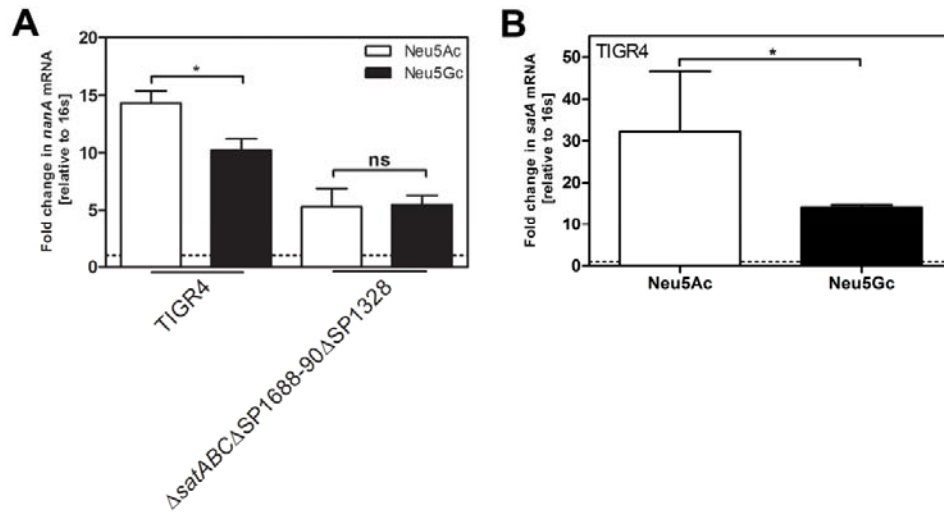 A
Fold change in nanA mRNA
[relative to 16s]
20
15
10
5
0
*
ns
Neu5Ac
Neu5Gc
TIGR4
ΔsatABCΔSP1688-90ΔSP1328
B
Fold change in satA mRNA
[relative to 16s]
50
40
30
20
10
0
TIGR4
*
Neu5Ac
Neu5Gc